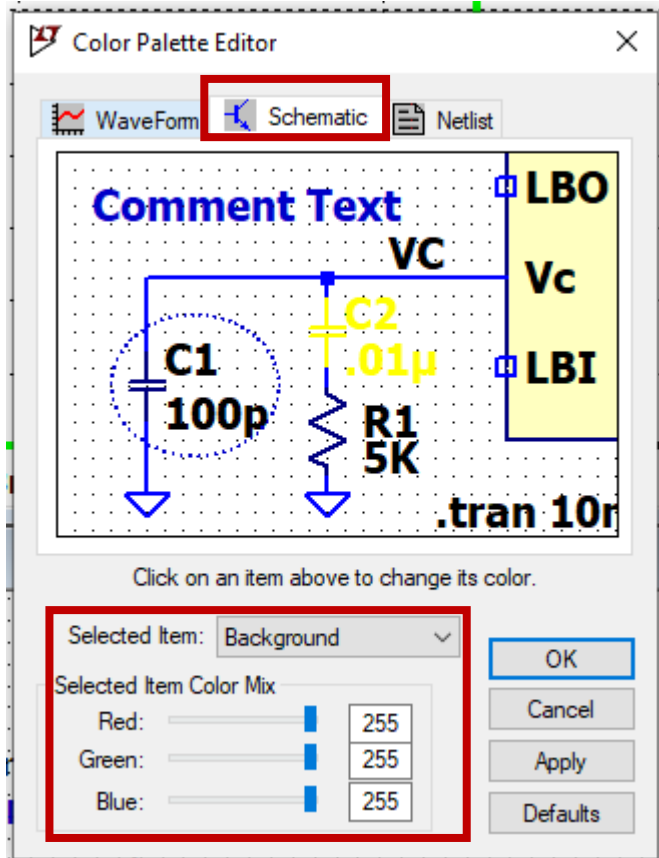 Color Palette Editor
WaveForm Schematic Netlist
Comment Text
LBO
VC
Vc
C2
.01µ
C1
100p
LBI
R1
5K
.tran 10
Click on an item above to change its color.
Selected Item: Background
OK
Selected Item Color Mix
Red: 255
Cancel
Green: 255
Apply
Blue: 255
Defaults